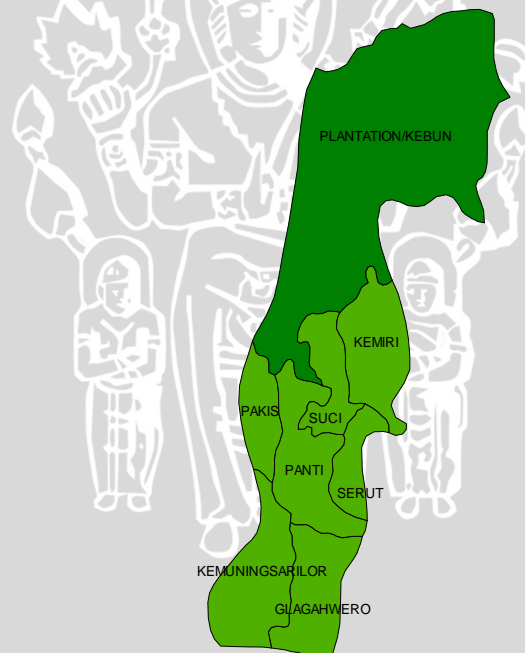 PLANTATION/KEBUN
KEMIRI
PAKIS
SUCI
PANTI
SERUT
KEMUNINGSARILOR
GLAGAHWERO